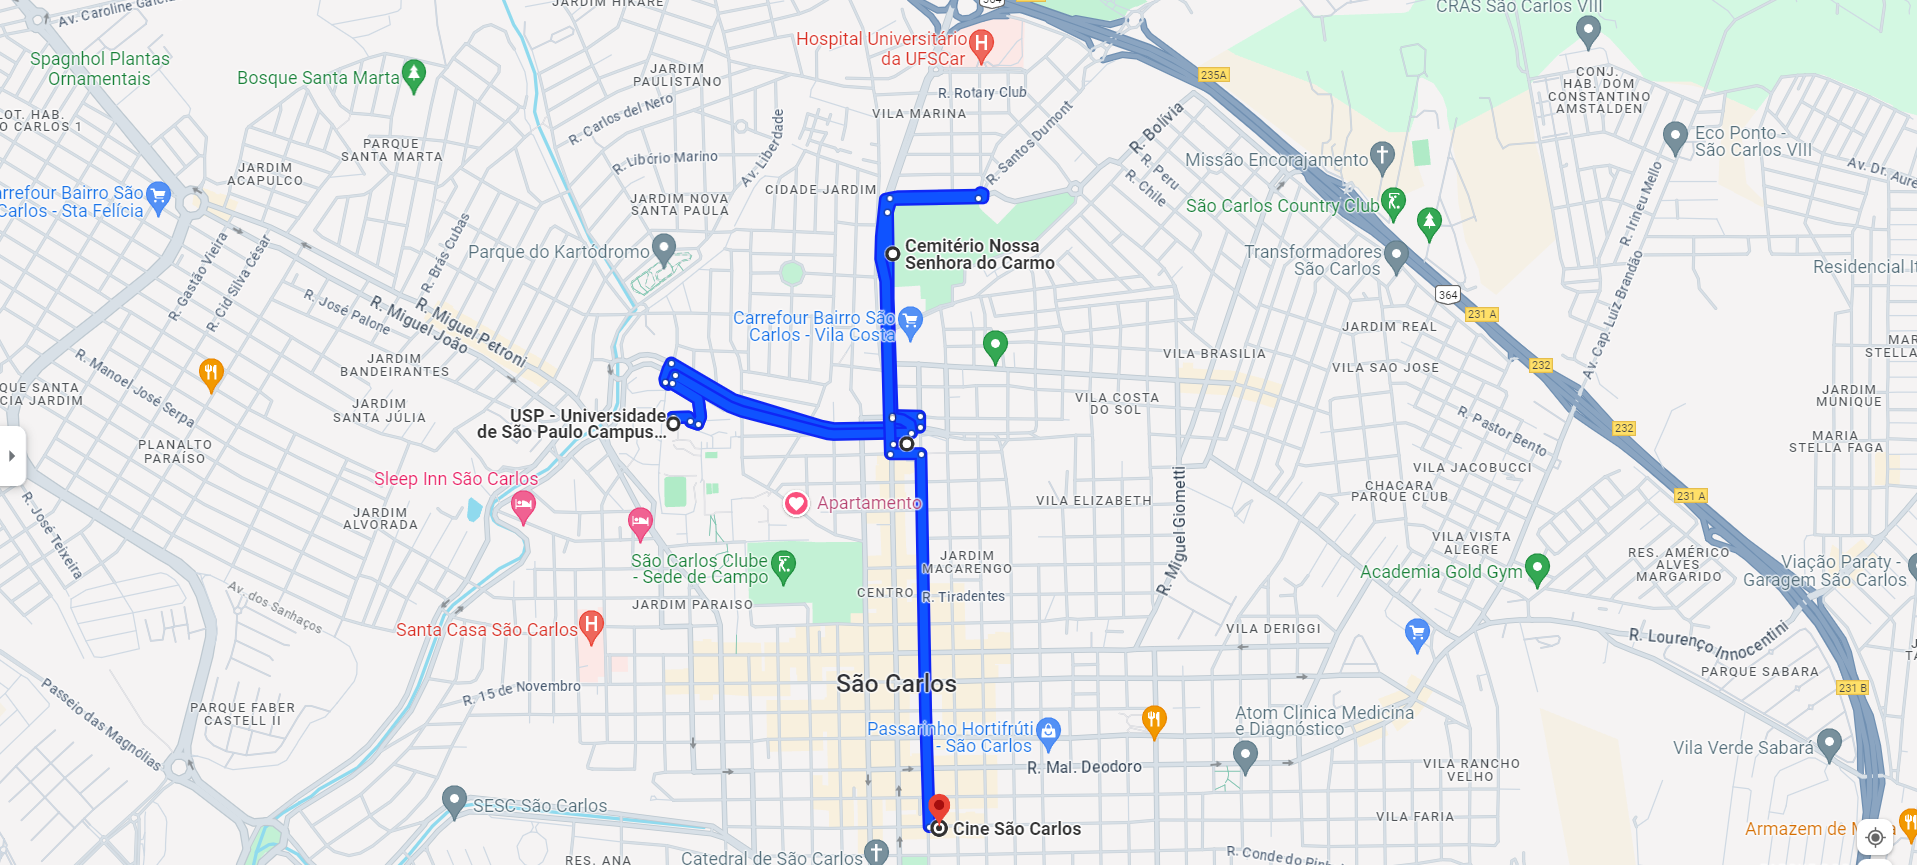 Av. Caroline
JARDIM HIKARE
364
CRAS São Carlos VIII
Spagnhol Plantas
Ornamentais
Bosque Santa Marta
Hospital Universitário
da UFSCar
JARDIM
PAULISTANO
235A
R. Rotary Club
VILA MARINA
R. Carlos del Nero
CONJ.
HAB. DOM
CONSTANTINO
AMSTALDEN
LOT. HAB.
O CARLOS 1
PARQUE
SANTA MARTA
R. Libório Marino
Av. Liberdade
R. Santos Dumont
R. Bolívia
R. Peru
R. Chile
Missão Encorajamento
Eco Ponto -
São Carlos VIII
Av. Dr. Aure
JARDIM
ACAPULCO
CIDADE JARDIM
JARDIM NOVA
SANTA PAULA
arrefour Bairro São
Carlos - Sta Felícia
São Carlos Country Club
R. Irineu Mello
R. Gastão Vieira
R. Cid Silva César
R. Brás Cubas
Parque do Kartódromo
Cemitério Nossa
Senhora do Carmo
Transformadores
São Carlos
Residencial It
364
231 A
R. José Palone
R. Miguel João
R. Miguel Petroni
Carrefour Bairro São
Carlos - Vila Costa
JARDIM REAL
Av. Cap. Luiz Brandão
MAR
STELLA
R. Manoel José Serpa
JARDIM
BANDEIRANTES
VILA BRASILIA
VILA SAO JOSE
232
QUE SANTA
CIA JARDIM
JARDIM
SANTA JÚLIA
VILA COSTA
DO SOL
JARDIM
MUNIQUE
USP - Universidade
de São Paulo Campus...
R. Pastor Bento
232
PLANALTO
PARAÍSO
MARIA
STELLA FAGA
Sleep Inn São Carlos
VILA JACOBUCCI
R. José Teixeira
JARDIM
ALVORADA
Apartamento
VILA ELIZABETH
R. Miguel Giometti
CHACARA
PARQUE CLUB
231 A
VILA VISTA
ALEGRE
São Carlos Clube
- Sede de Campo
JARDIM
MACARENGO
Academia Gold Gym
RES. AMÉRICO
ALVES
MARGARIDO
Viação Paraty -
Garagem São Carlos
Av. dos Sanhaços
JARDIM PARAISO
CENTRO
R. Tiradentes
Santa Casa São Carlos
VILA DERIGGI
R. Lourenço Innocentini
PARQUE SABARA
São Carlos
R. 15 de Novembro
231 B
Passeio das Magnólias
PARQUE FABER
CASTELL II
Passarinho Hortifrúti
- São Carlos
Atom Clinica Medicina
e Diagnóstico
Vila Verde Sabará
R. Mal. Deodoro
VILA RANCHO
VELHO
SESC São Carlos
Cine São Carlos
VILA FARIA
Armazem de M
RES. ANA
Catedral de São Carlos
R. Conde do Pinh